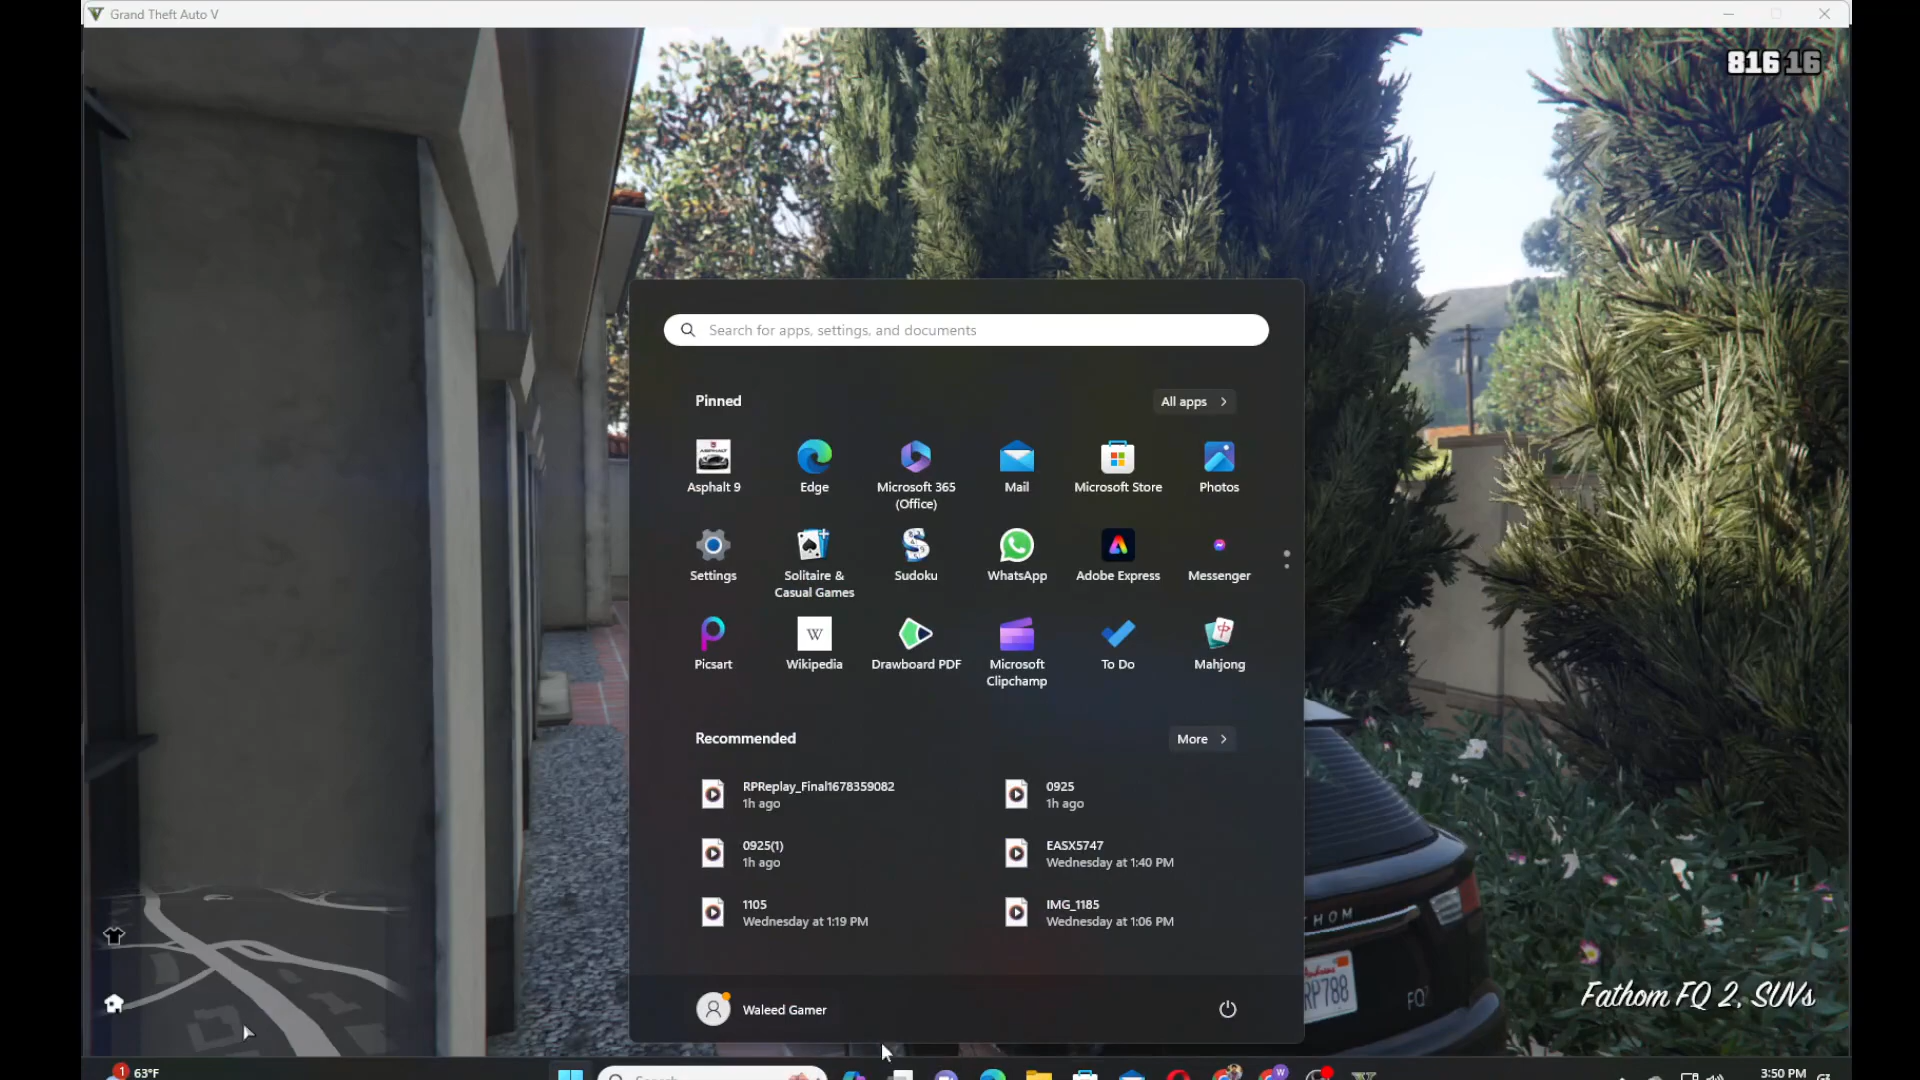 Grand Theft Auto V
816 16
Search for apps, settings, and documents
Pinned
All apps
Asphalt 9
Edge
Microsoft 365
(Office)
Mail
Microsoft Store
Photos
Settings
Solitaire &
Casual Games
Sudoku
WhatsApp
Adobe Express
Messenger
Picsart
Wikipedia
Drawboard PDF
Microsoft
Clipchamp
To Do
Mahjong
Recommended
More
RPReplay_Final1678359082
1h ago
0925
1h ago
0925(1)
1h ago
EASX5747
Wednesday at 1:40 PM
1105
Wednesday at 1:19 PM
IMG_1185
Wednesday at 1:06 PM
Waleed Gamer
RP788
FQ2
Fathom FQ 2, SUVs
1
63°F
Search
3:50 PM